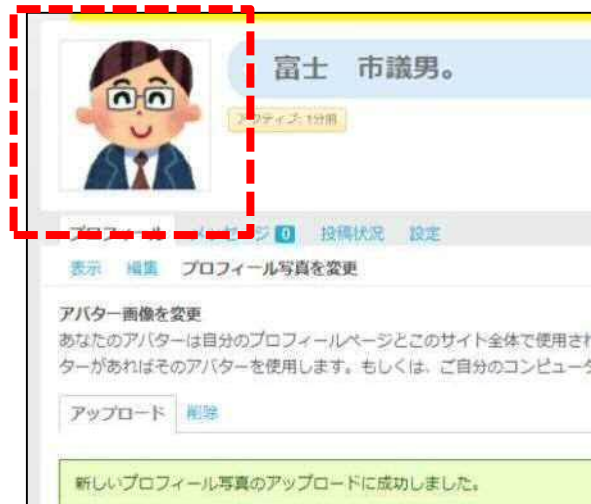 富士　市議男。
アクティブ: 1分前
プロフィール メッセージ 0 投稿状況 設定
表示 編集 プロフィール写真を変更
アバター画像を変更
あなたのアバターは自分のプロフィールページとこのサイト全体で使用され
ターがあればそのアバターを使用します。もしくは、ご自分のコンピュータ
アップロード 削除
新しいプロフィール写真のアップロードに成功しました。